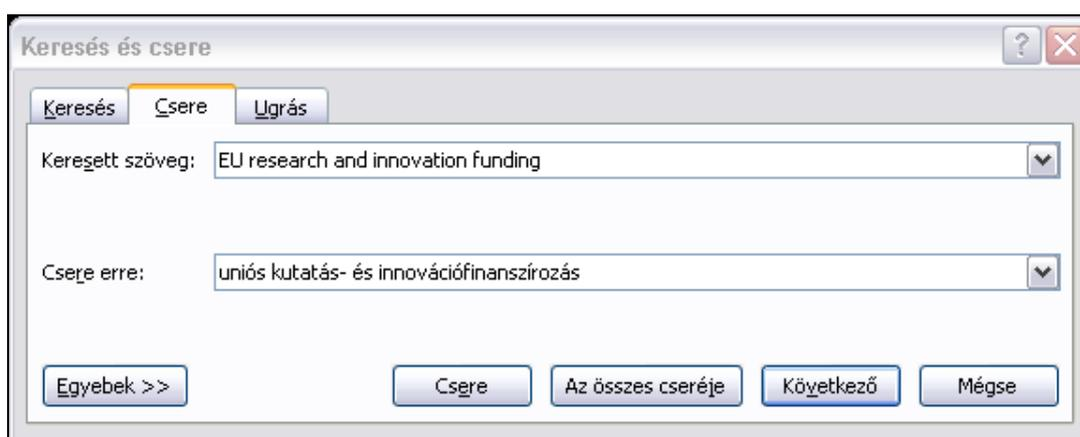 Keresés és csere
Keresés Csere Ugrás
Keresett szöveg: EU research and innovation funding
Csere erre: uniós kutatás- és innovációfinanszírozás
Egyebek >> Csere Az összes cseréje Következő Mégse